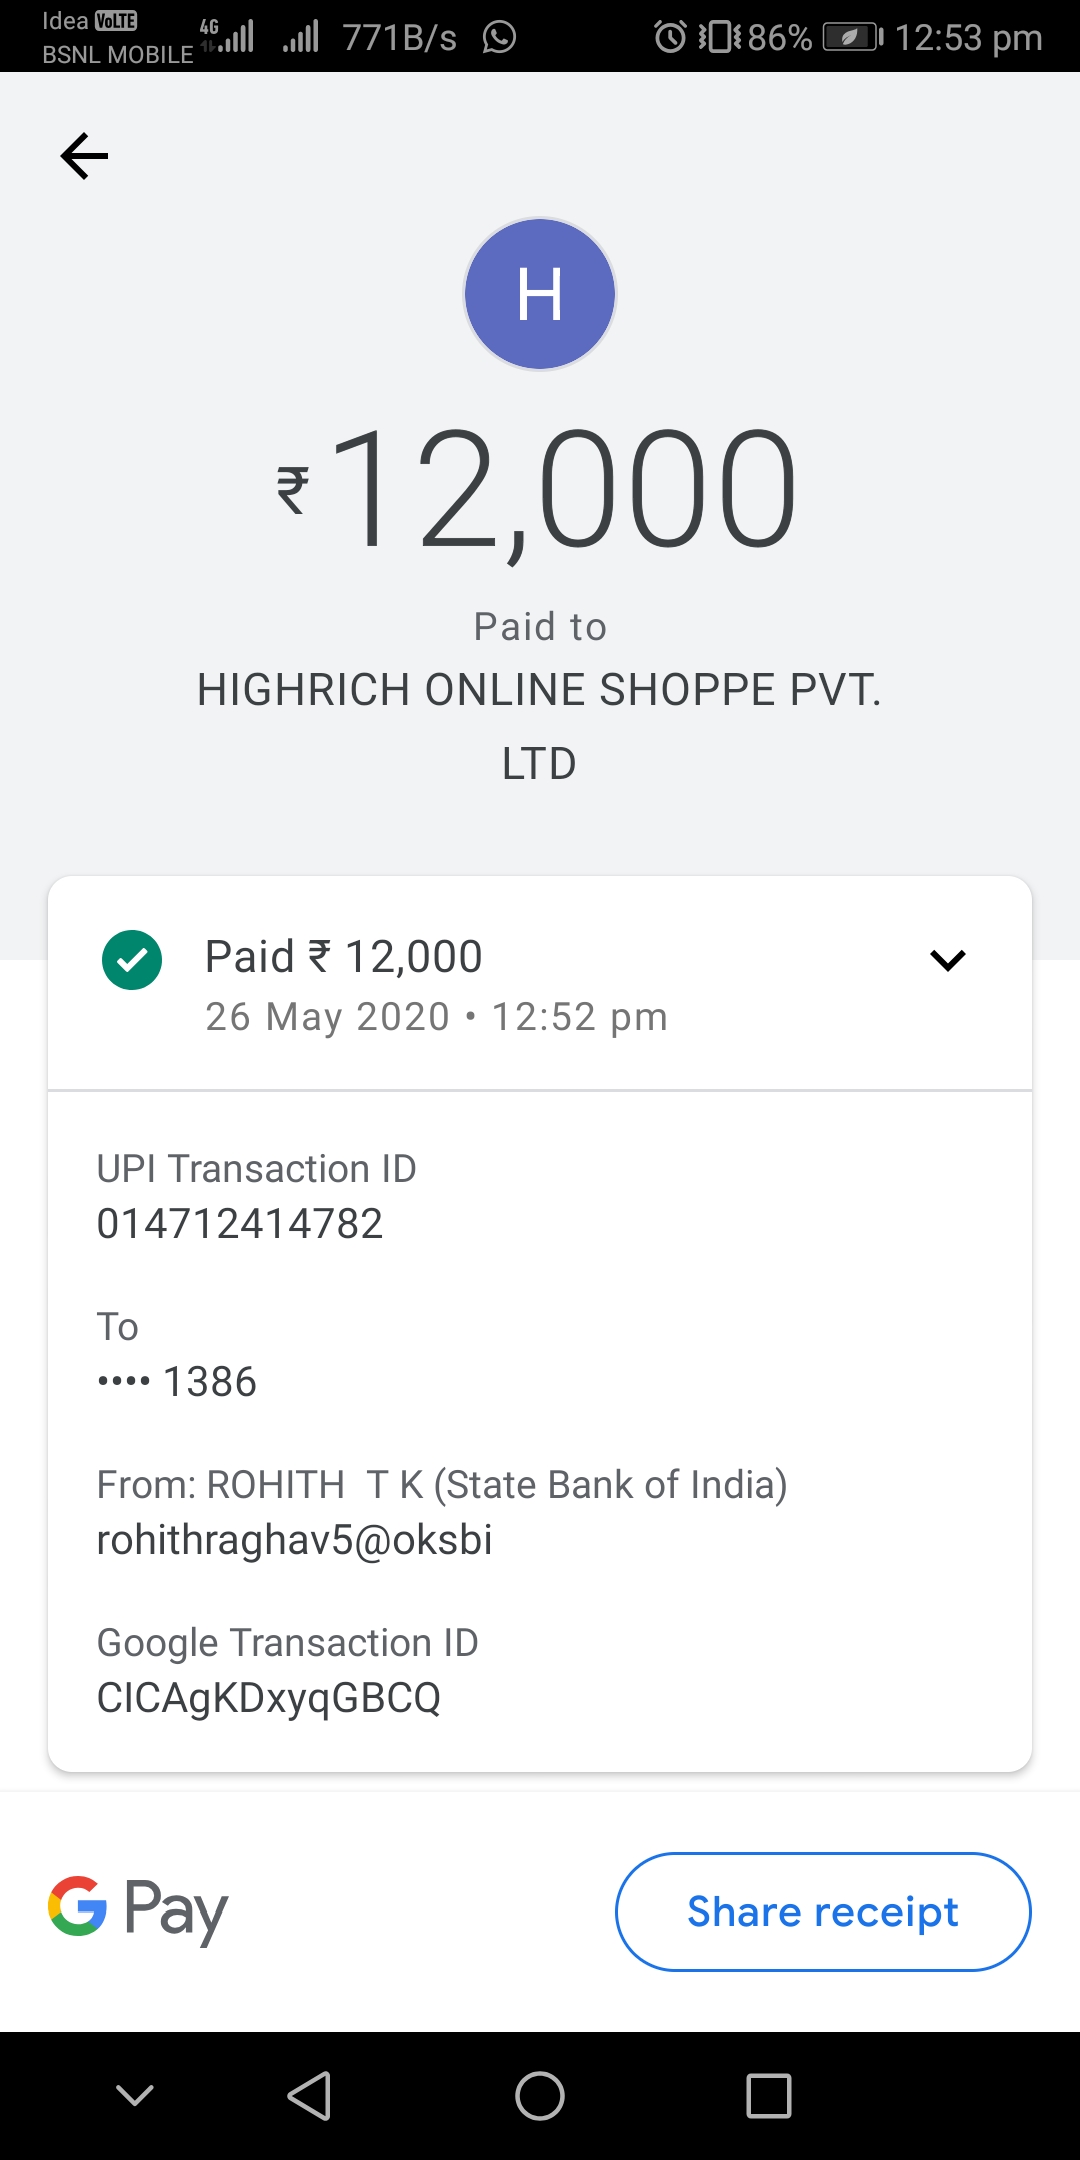 Idea VoLTE 4G 771B/s 86% 12:53 pm
BSNL MOBILE
H
₹12,000
Paid to
HIGHRICH ONLINE SHOPPE PVT.
LTD
Paid ₹ 12,000
26 May 2020 • 12:52 pm
UPI Transaction ID
014712414782
To
•••• 1386
From: ROHITH  T K (State Bank of India)
rohithraghav5@oksbi
Google Transaction ID
CICAgKDxyqGBCQ
G Pay
Share receipt